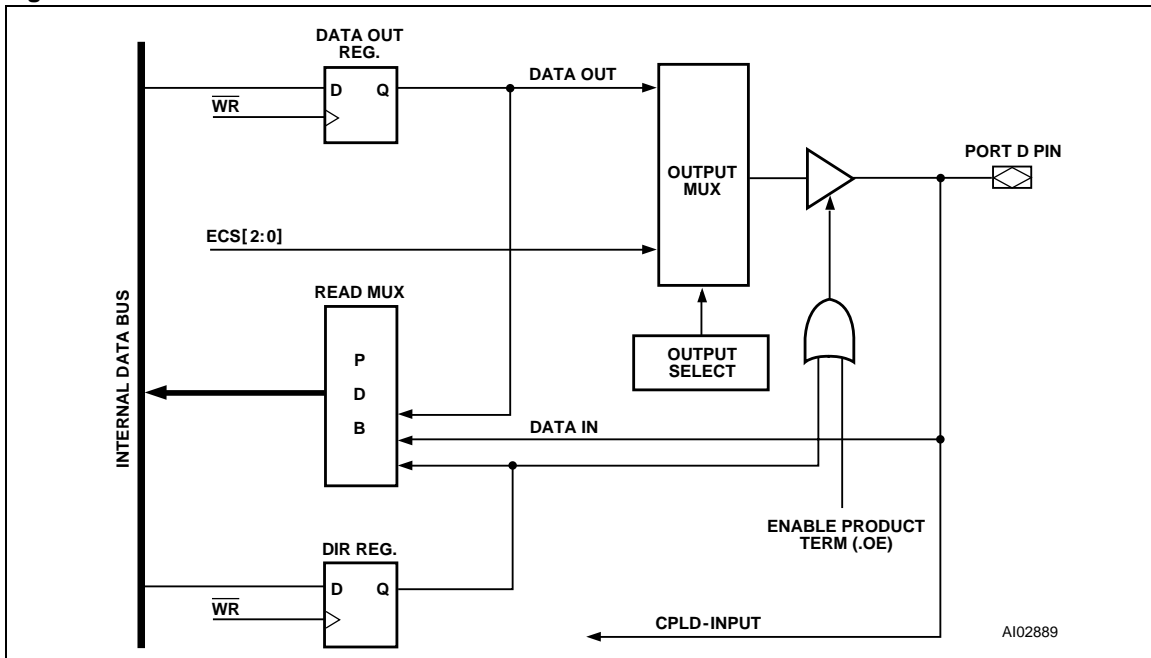 DATA OUT
REG.
D Q
WR
DATA OUT
OUTPUT
MUX
PORT D PIN
ECS[2:0]
READ MUX
P
D
B
INTERNAL DATA BUS
OUTPUT
SELECT
DATA IN
ENABLE PRODUCT
TERM (.OE)
DIR REG.
D Q
WR
CPLD-INPUT
AI02889